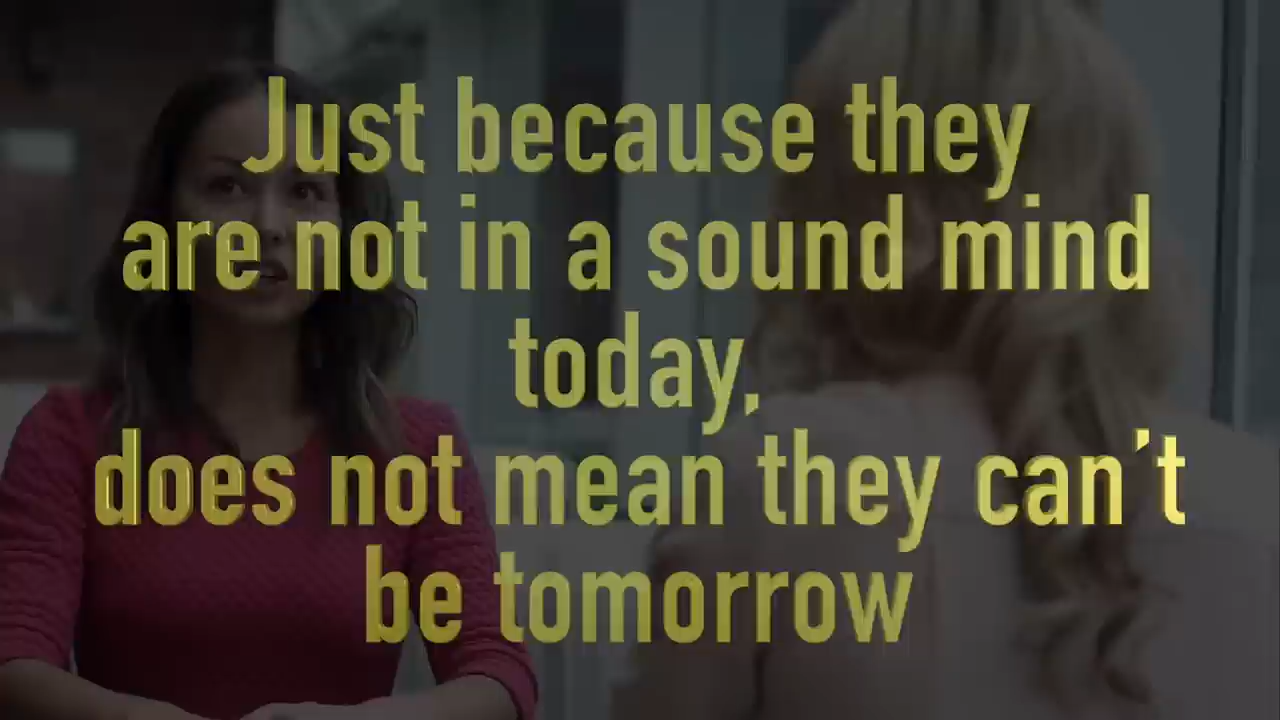 Just because they
are not in a sound mind
today,
does not mean they can't
be tomorrow